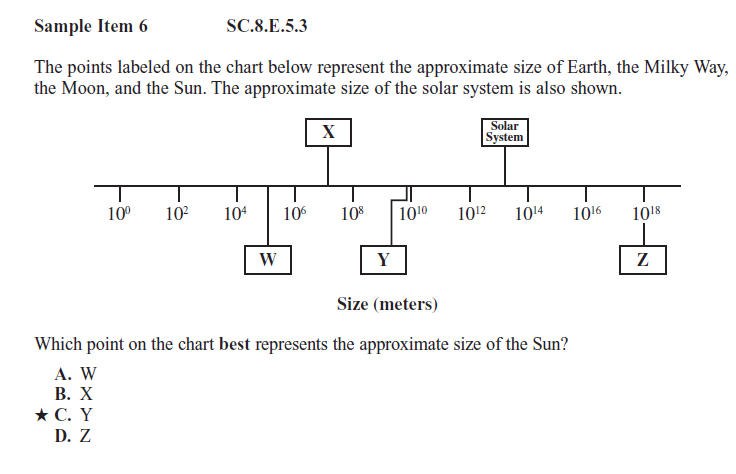 Sample Item 6 SC.8.E.5.3
The points labeled on the chart below represent the approximate size of Earth, the Milky Way,
the Moon, and the Sun. The approximate size of the solar system is also shown.
X
Solar
System
10⁰ 10² 10⁴ 10⁶ 10⁸ 10¹⁰ 10¹² 10¹⁴ 10¹⁶ 10¹⁸
W Y Z
Size (meters)
Which point on the chart best represents the approximate size of the Sun?
A. W
B. X
★ C. Y
D. Z